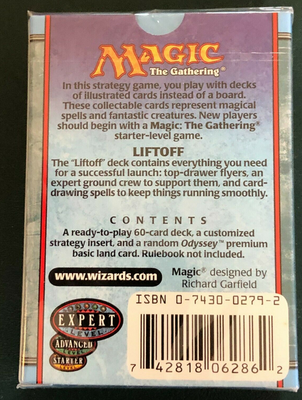 MAGIC
The Gathering®
In this strategy game, you play with decks
of illustrated cards instead of a board.
These collectable cards represent magical
spells and fantastic creatures. New players
should begin with a Magic: The Gathering®
starter-level game.
LIFTOFF
The "Liftoff" deck contains everything you need
for a successful launch: top-drawer flyers, an
expert ground crew to support them, and card-
drawing spells to keep things running smoothly.
CONTENTS
A ready-to-play 60-card deck, a customized
strategy insert, and a random Odyssey™ premium
basic land card. Rulebook not included.
www.wizards.com
Magic® designed by
Richard Garfield
ISBN 0-7430-0279-2
EXPERT
LEVEL
ADVANCED
LEVEL
STARTER
LEVEL
7 42818 06286 2